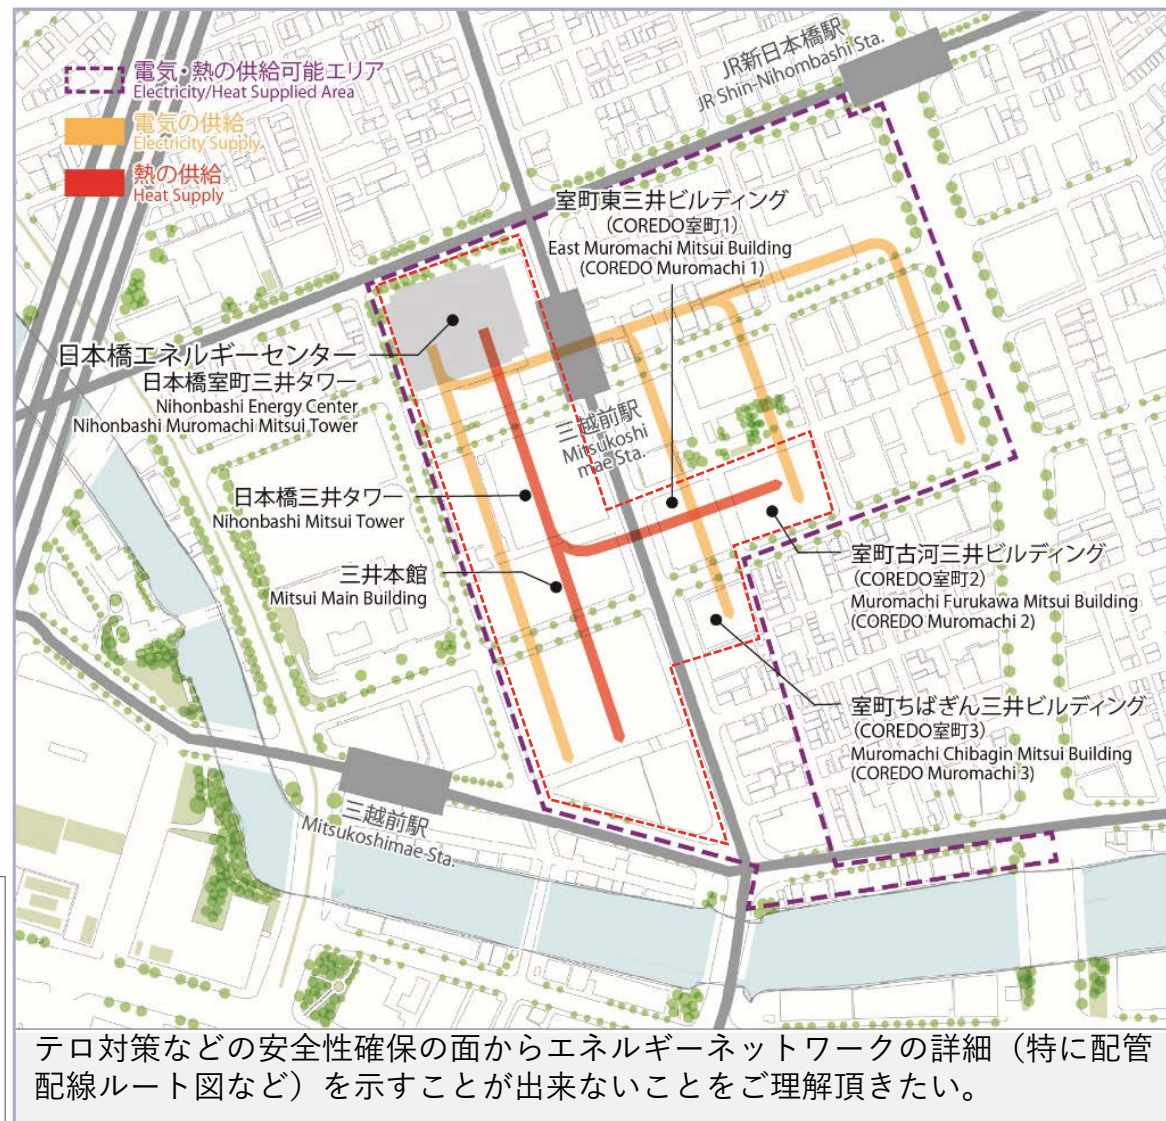 JR新日本橋駅
JR Shin-Nihombashi Sta.
電気・熱の供給可能エリア
Electricity/Heat Supplied Area
電気の供給
Electricity Supply
熱の供給
Heat Supply
室町東三井ビルディング
（COREDO室町1）
East Muromachi Mitsui Building
(COREDO Muromachi 1)
日本橋エネルギーセンター
日本橋室町三井タワー
Nihonbashi Energy Center
Nihonbashi Muromachi Mitsui Tower
三越前駅
Mitsukoshi
mae Sta.
日本橋三井タワー
Nihonbashi Mitsui Tower
三井本館
Mitsui Main Building
室町古河三井ビルディング
（COREDO室町2）
Muromachi Furukawa Mitsui Building
(COREDO Muromachi 2)
室町ちばぎん三井ビルディング
（COREDO室町3）
Muromachi Chibagin Mitsui Building
(COREDO Muromachi 3)
三越前駅
Mitsukoshimae Sta.
テロ対策などの安全性確保の面からエネルギーネットワークの詳細（特に配管
配線ルート図など）を示すことが出来ないことをご理解頂きたい。